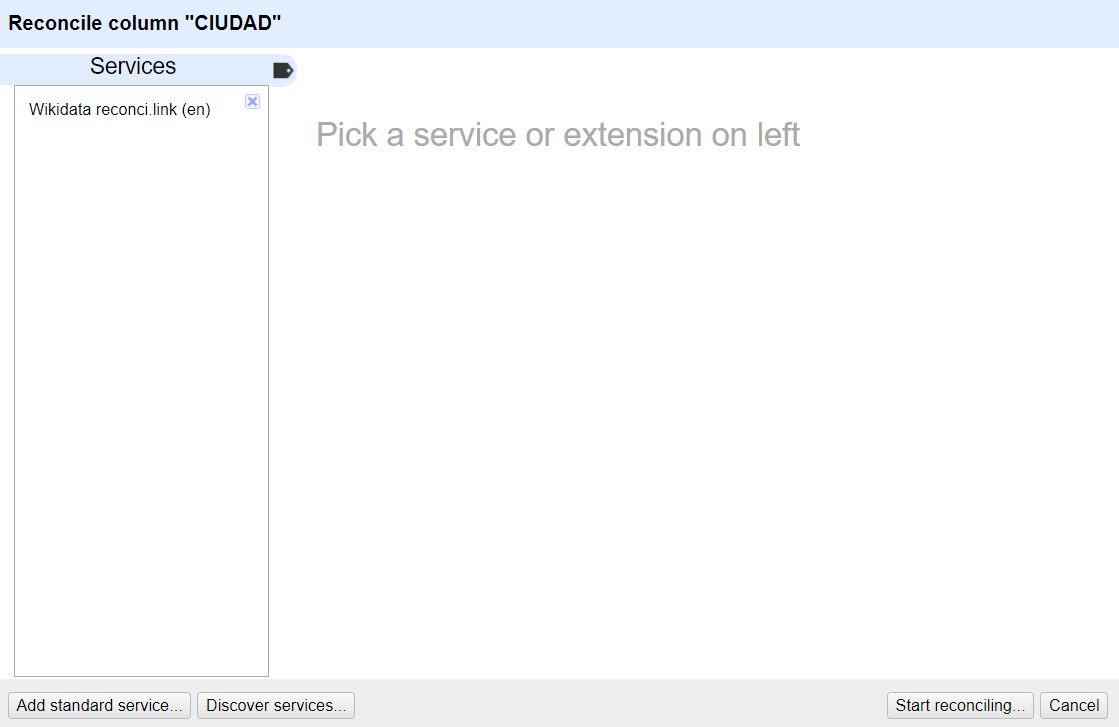 Reconcile column "CIUDAD"
Services
Wikidata reconci.link (en)
Pick a service or extension on left
Add standard service...
Discover services...
Start reconciling...
Cancel